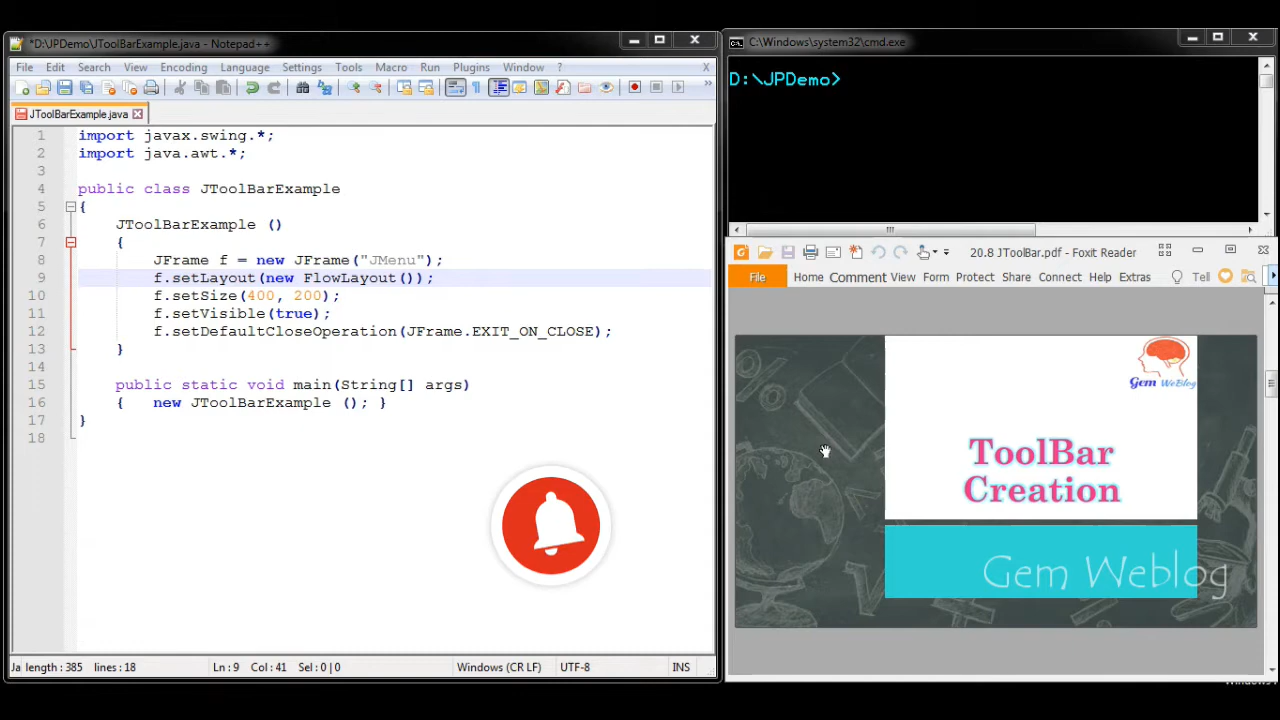 *D:\JPDemo\JToolBarExample.java - Notepad++
File Edit Search View Encoding Language Settings Tools Macro Run Plugins Window ? X
JToolBarExample.java
1 import javax.swing.*;
2 import java.awt.*;
3
4 public class JToolBarExample
5 {
6 JToolBarExample ()
7 {
8 JFrame f = new JFrame("JMenu");
9 f.setLayout(new FlowLayout());
10 f.setSize(400, 200);
11 f.setVisible(true);
12 f.setDefaultCloseOperation(JFrame.EXIT_ON_CLOSE);
13 }
14
15 public static void main(String[] args)
16 { new JToolBarExample (); }
17 }
18
Ja length : 385 lines : 18 Ln : 9 Col : 41 Sel : 0 | 0 Windows (CR LF) UTF-8 INS
C:\Windows\system32\cmd.exe
D:\JPDemo>
20.8 JToolBar.pdf - Foxit Reader
File Home Comment View Form Protect Share Connect Help Extras Tell
Gem WeBlog
ToolBar
Creation
Gem Weblog